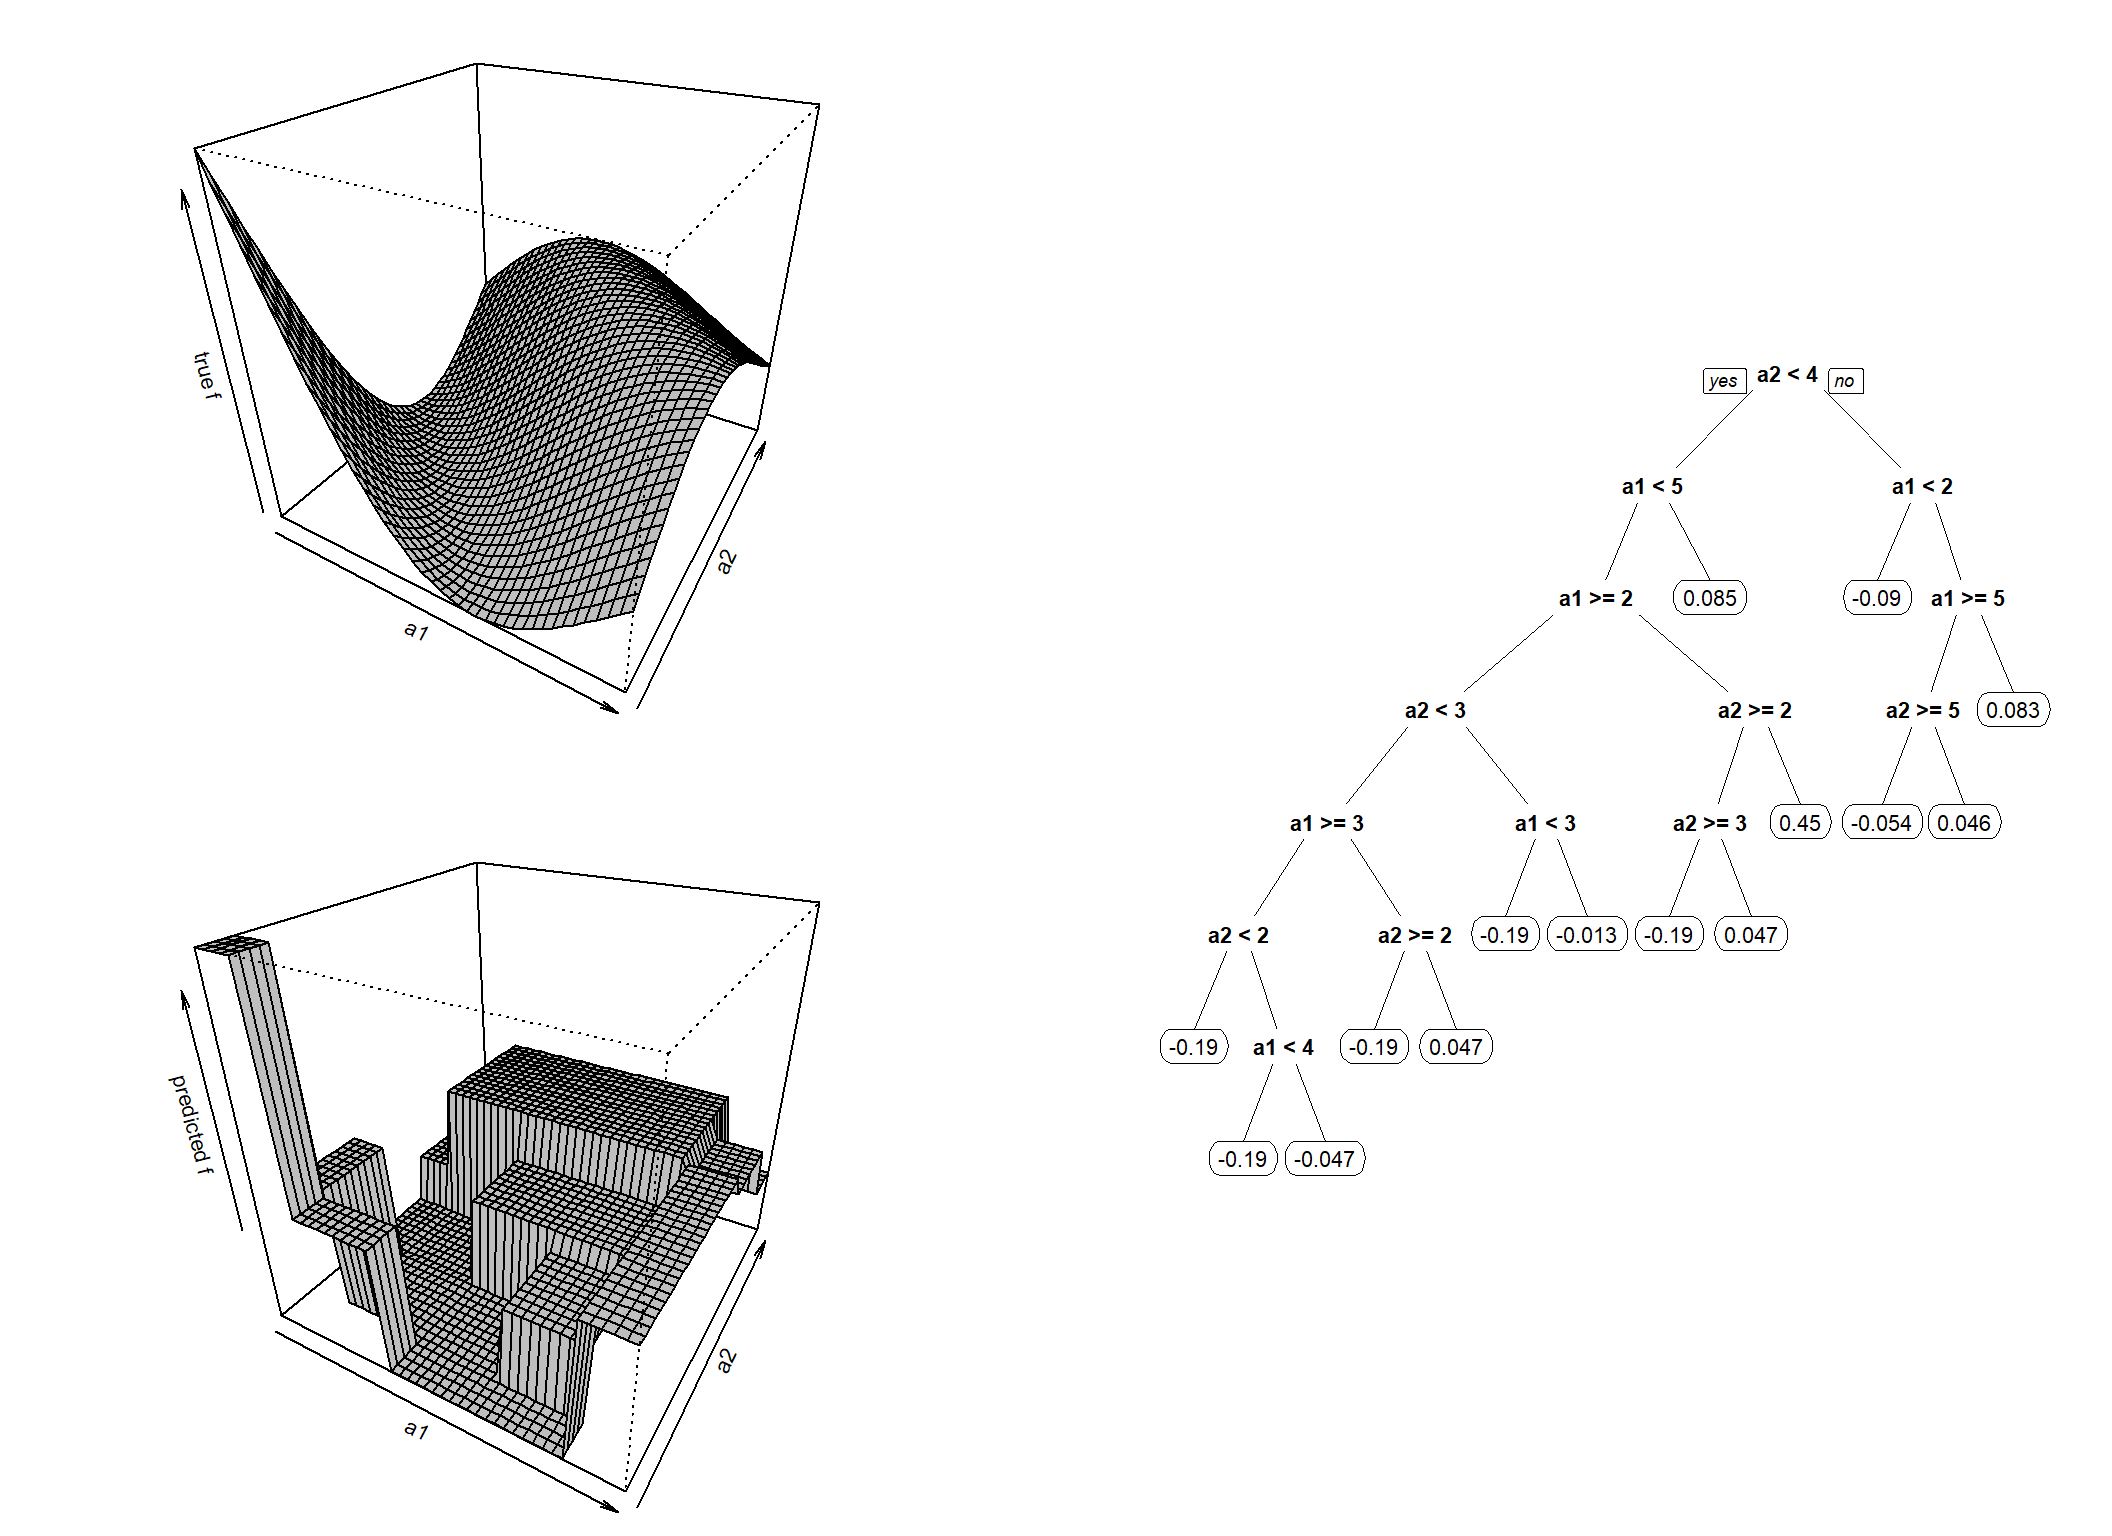 true f
a1
a2
predicted f
a1
a2
yes a2 < 4 no
a1 < 5 a1 < 2
a1 >= 2 0.085 -0.09 a1 >= 5
a2 < 3 a2 >= 2 a2 >= 5 0.083
a1 >= 3 a1 < 3 a2 >= 3 0.45 -0.054 0.046
a2 < 2 a2 >= 2 -0.19 -0.013 -0.19 0.047
-0.19 a1 < 4 -0.19 0.047
-0.19 -0.047